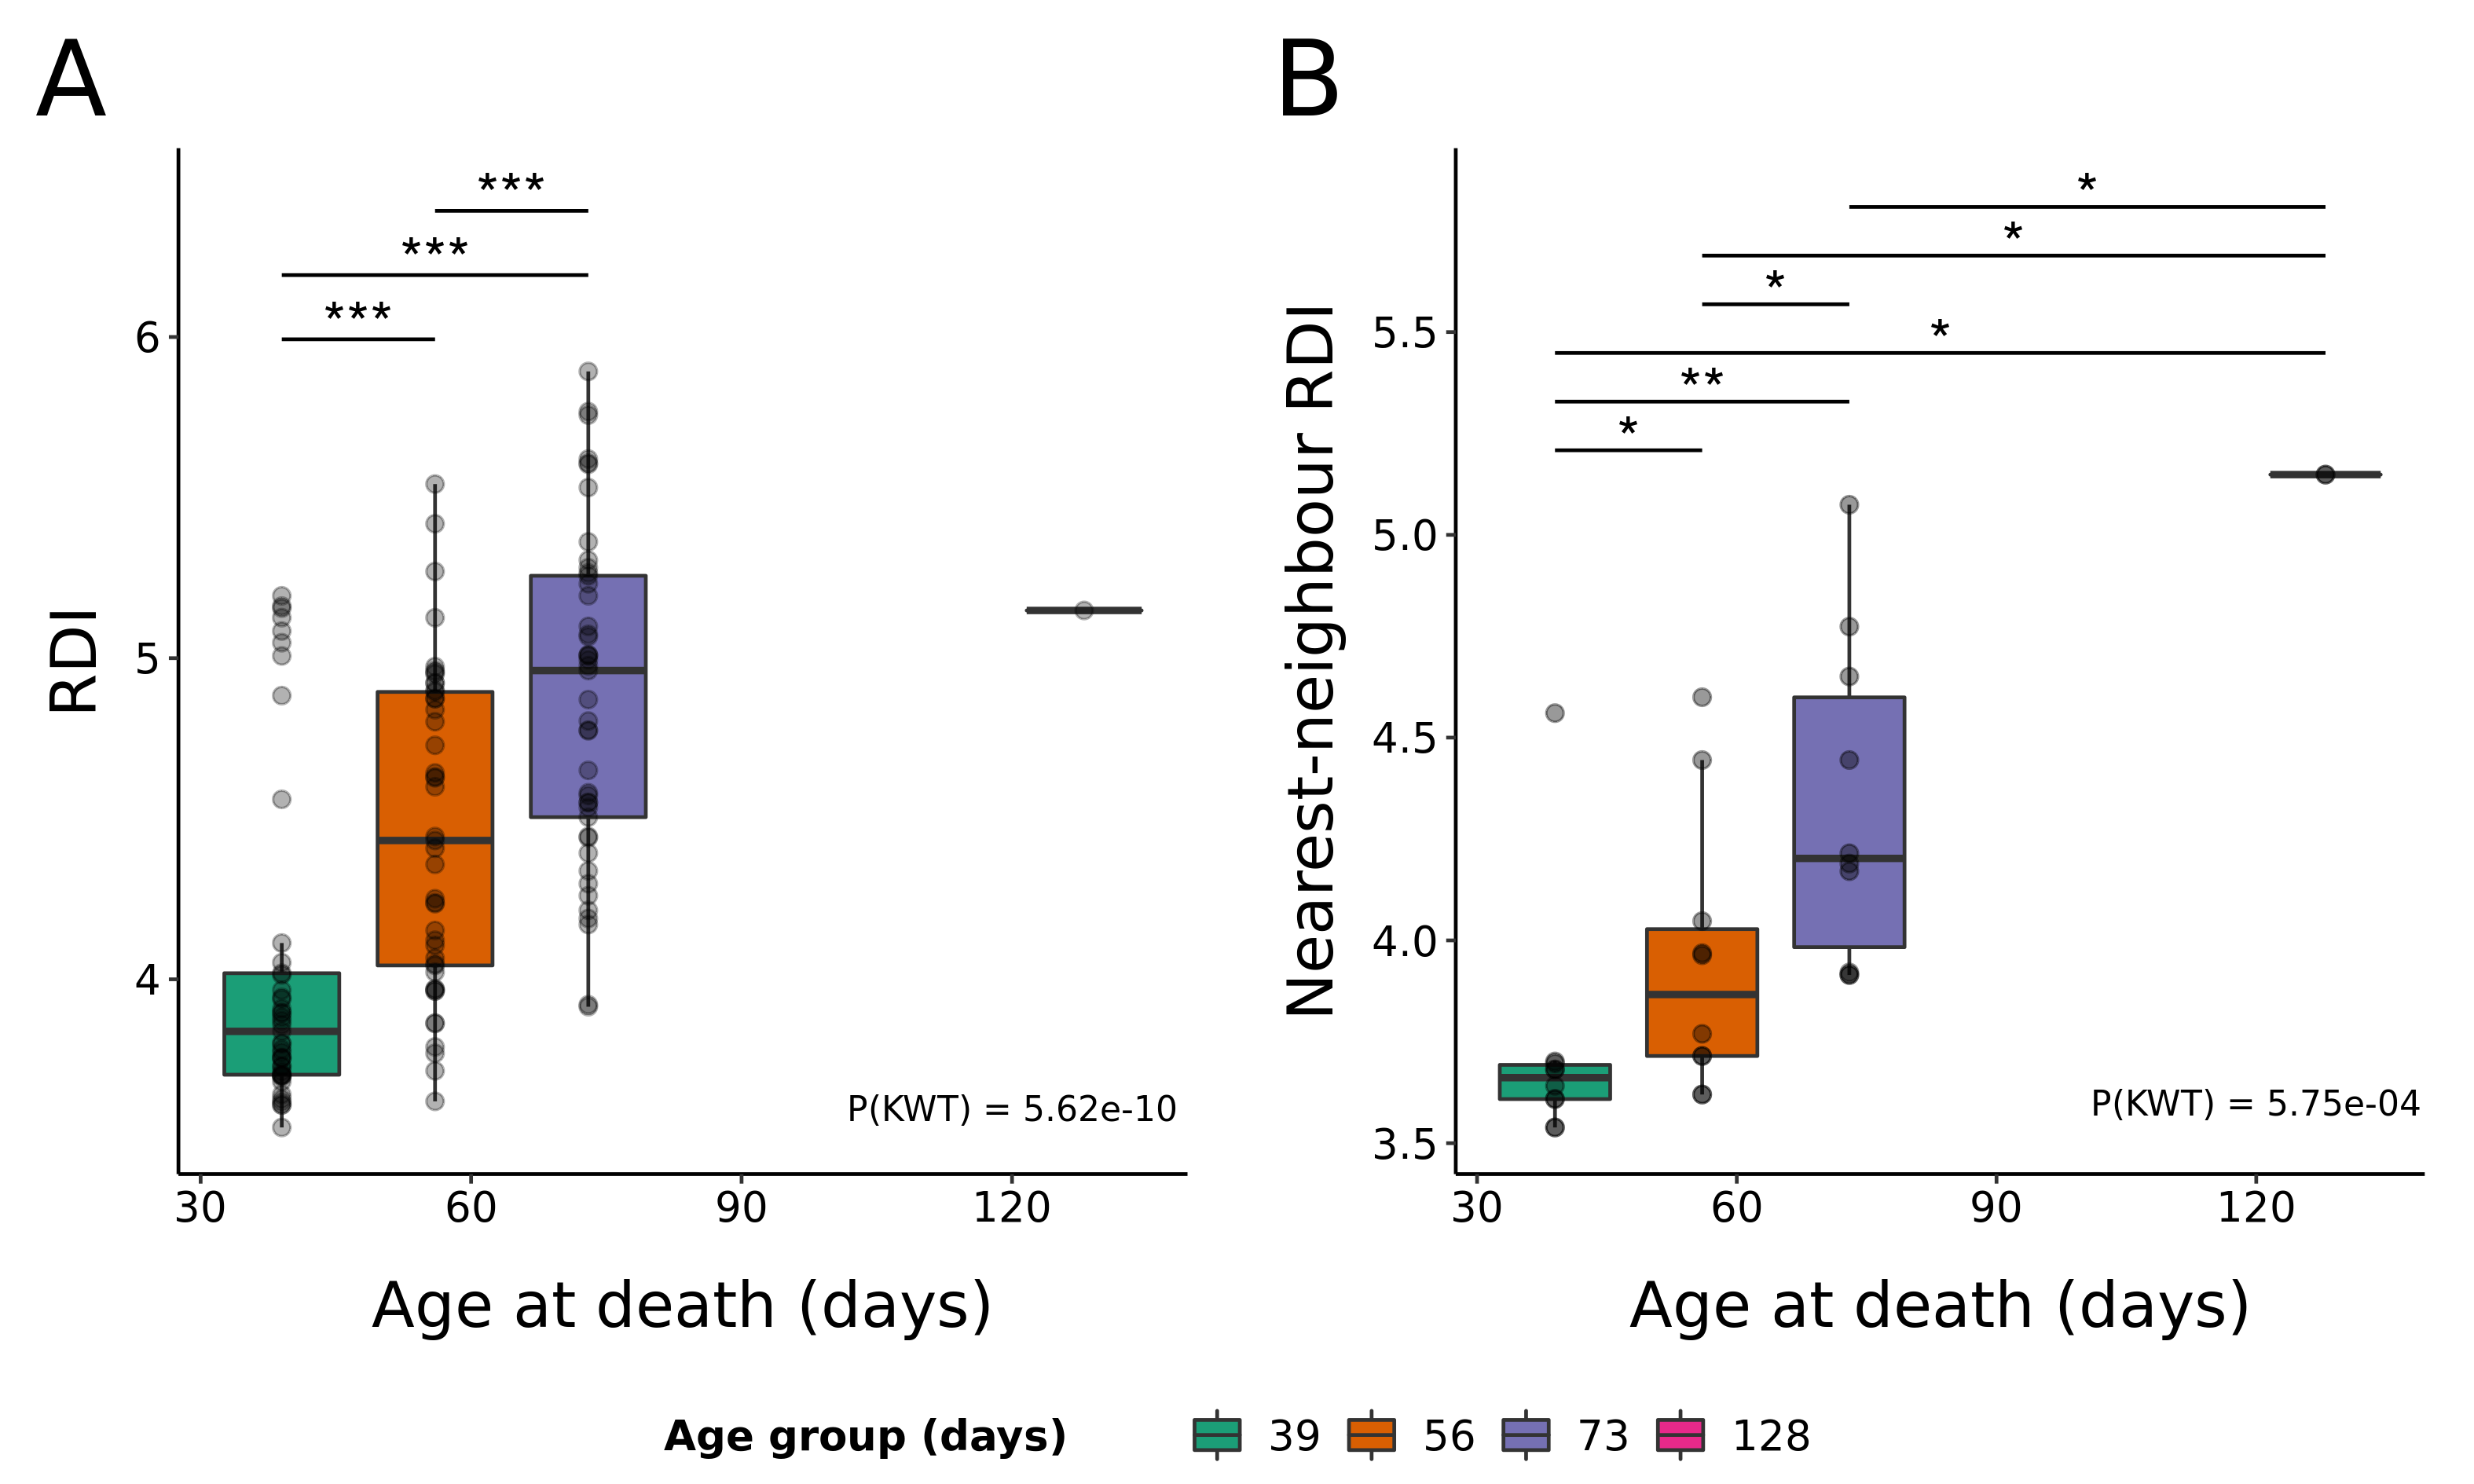 A
***
***
***
RDI
6
5
4
P(KWT) = 5.62e-10
30 60 90 120
Age at death (days)
B
*
*
*
*
**
*
Nearest-neighbour RDI
5.5
5.0
4.5
4.0
3.5
P(KWT) = 5.75e-04
30 60 90 120
Age at death (days)
Age group (days) 39 56 73 128